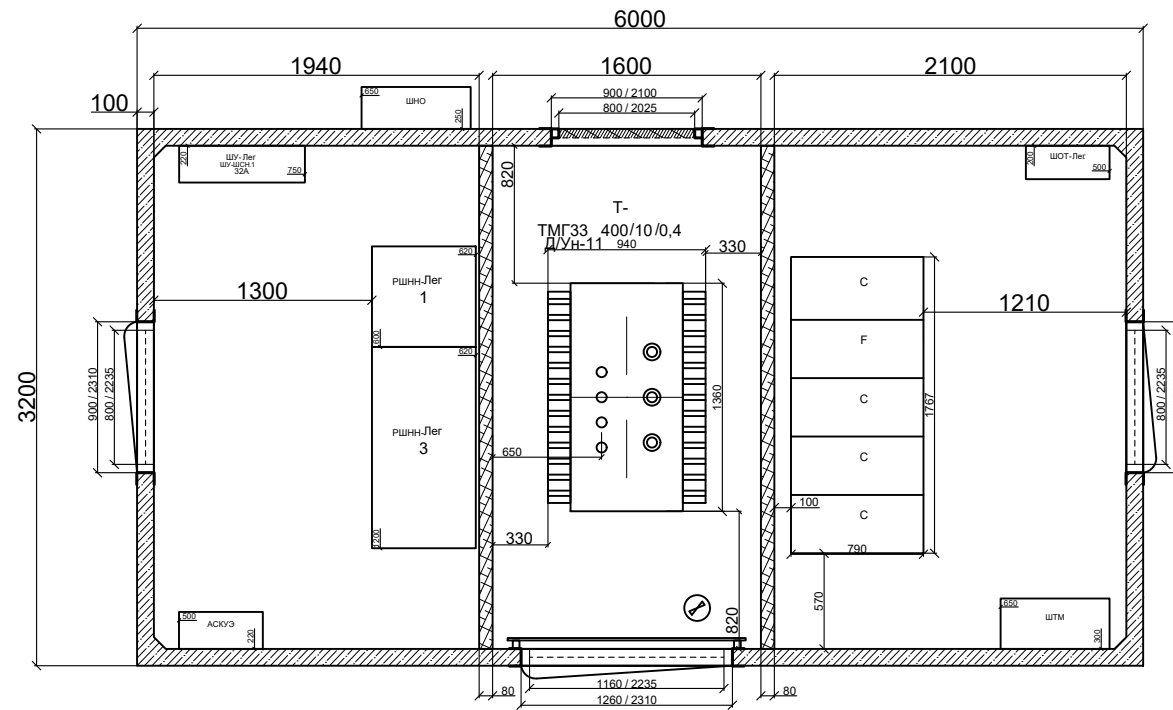 6000
1940
1600
2100
650
ШНО
250
900 / 2100
800 / 2025
100
220
ШУ-Лег
ШУ-ШСН.1
32А
750
820
200
ШОТ-Лег
500
Т-
ТМГ33 400/10/0,4
Д/Ун-11
940
330
620
РШНН-Лег
1
600
1300
С
1210
F
620
3200
900 / 2310
800 / 2235
1360
С
1767
800 / 2235
РШНН-Лег
3
650
С
1200
330
100
С
790
570
820
500
АСКУЭ
220
650
ШТМ
300
80
1160 / 2235
1260 / 2310
80